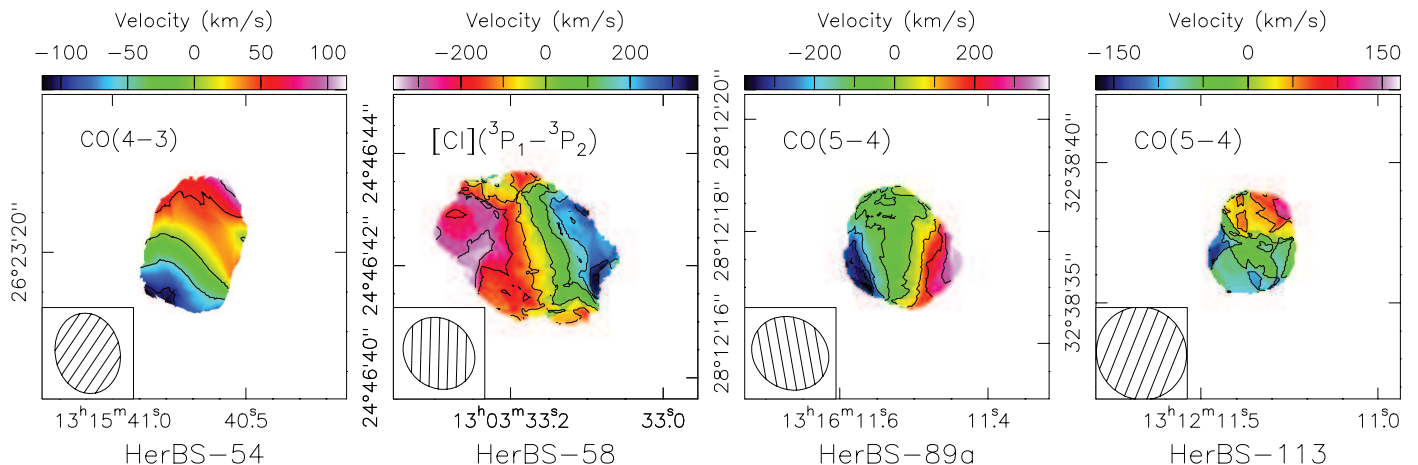 Velocity (km/s) Velocity (km/s) Velocity (km/s) Velocity (km/s)
−100 −50 0 50 100 −200 0 200 −200 0 200 −150 0 150
CO(4−3)
26°23'20"
13ʰ15ᵐ41ˢ.0 40ˢ.5
HerBS−54
[CI](³P₁−³P₂)
24°46'44"
24°46'42"
24°46'40"
13ʰ03ᵐ33ˢ.2 33ˢ.0
HerBS−58
CO(5−4)
28°12'20"
28°12'18"
28°12'16"
13ʰ16ᵐ11ˢ.6 11ˢ.4
HerBS−89a
CO(5−4)
32°38'40"
32°38'35"
13ʰ12ᵐ11ˢ.5 11ˢ.0
HerBS−113